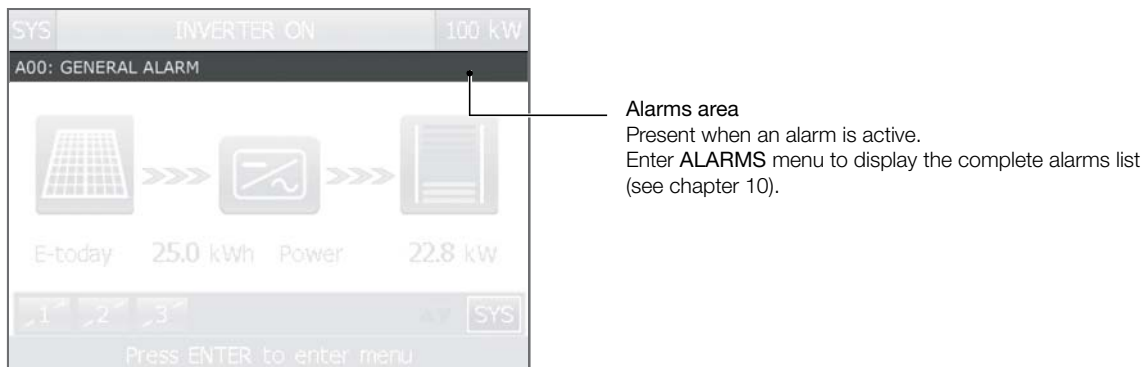 SYS INVERTER ON 100 kW
A00: GENERAL ALARM
Alarms area
Present when an alarm is active.
Enter ALARMS menu to display the complete alarms list
(see chapter 10).
E-today 25.0 kWh Power 22.8 kW
1 2 3 SYS
Press ENTER to enter menu